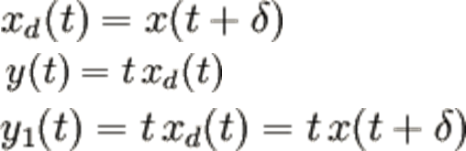 x_d(t) = x(t + δ)
y(t) = t x_d(t)
y_1(t) = t x_d(t) = t x(t + δ)